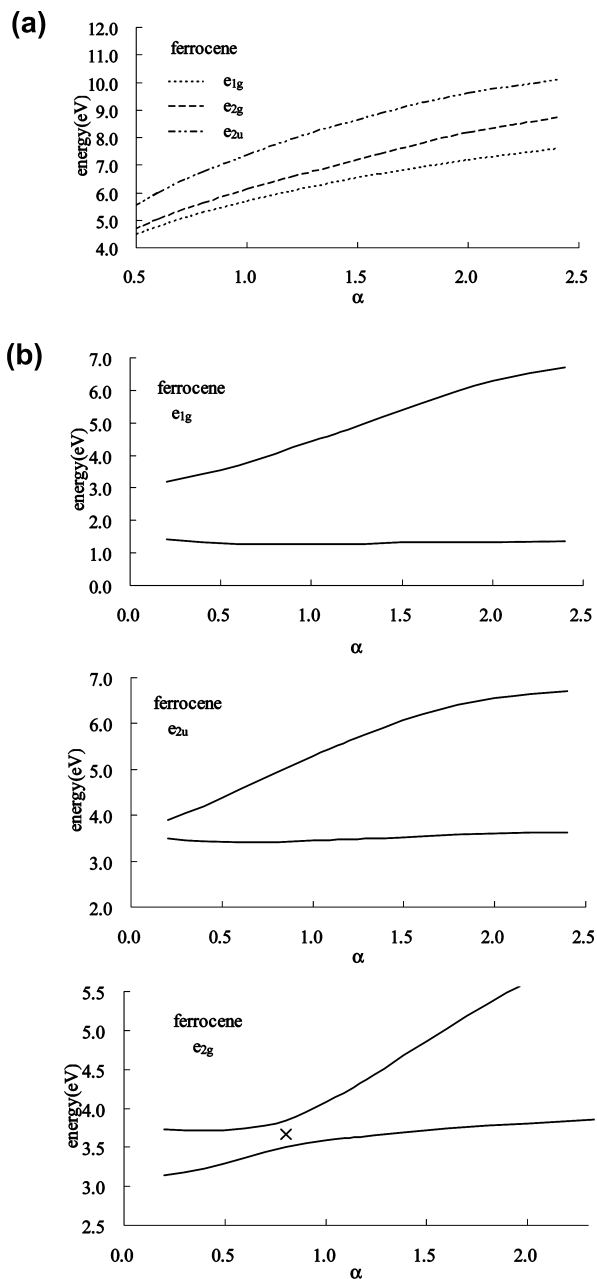 (a)
12.0
11.0
10.0
9.0
8.0
7.0
6.0
5.0
4.0
energy(eV)
ferrocene
e1g
e2g
e2u
0.5 1.0 1.5 2.0 2.5
α
(b)
7.0
6.0
5.0
4.0
3.0
2.0
1.0
0.0
energy(eV)
ferrocene
e1g
0.0 0.5 1.0 1.5 2.0 2.5
α
7.0
6.0
5.0
4.0
3.0
2.0
energy(eV)
ferrocene
e2u
0.0 0.5 1.0 1.5 2.0 2.5
α
5.5
5.0
4.5
4.0
3.5
3.0
2.5
energy(eV)
ferrocene
e2g
×
0.0 0.5 1.0 1.5 2.0
α